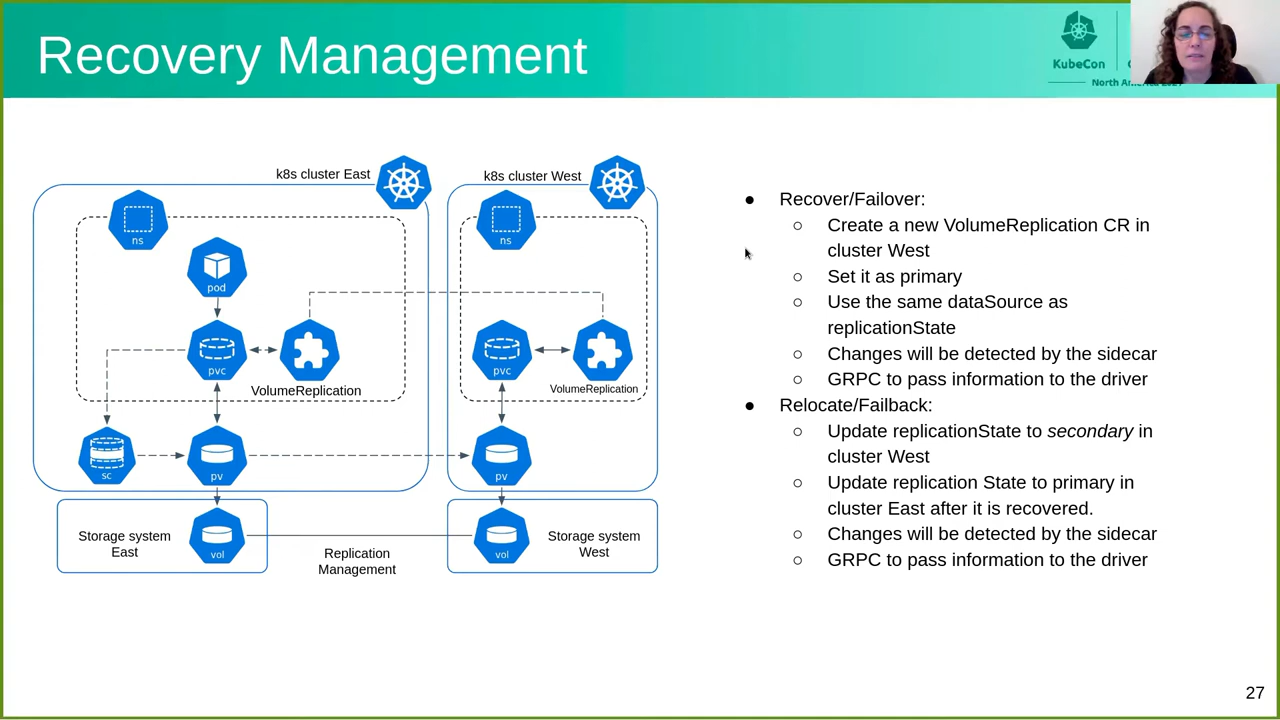 Recovery Management
KubeCon
North
k8s cluster East
k8s cluster West
ns
ns
pod
pvc
VolumeReplication
pvc
VolumeReplication
sc
pv
pv
Storage system
East
vol
Replication
Management
vol
Storage system
West
● Recover/Failover:
○ Create a new VolumeReplication CR in
cluster West
○ Set it as primary
○ Use the same dataSource as
replicationState
○ Changes will be detected by the sidecar
○ GRPC to pass information to the driver
● Relocate/Failback:
○ Update replicationState to secondary in
cluster West
○ Update replication State to primary in
cluster East after it is recovered.
○ Changes will be detected by the sidecar
○ GRPC to pass information to the driver
27